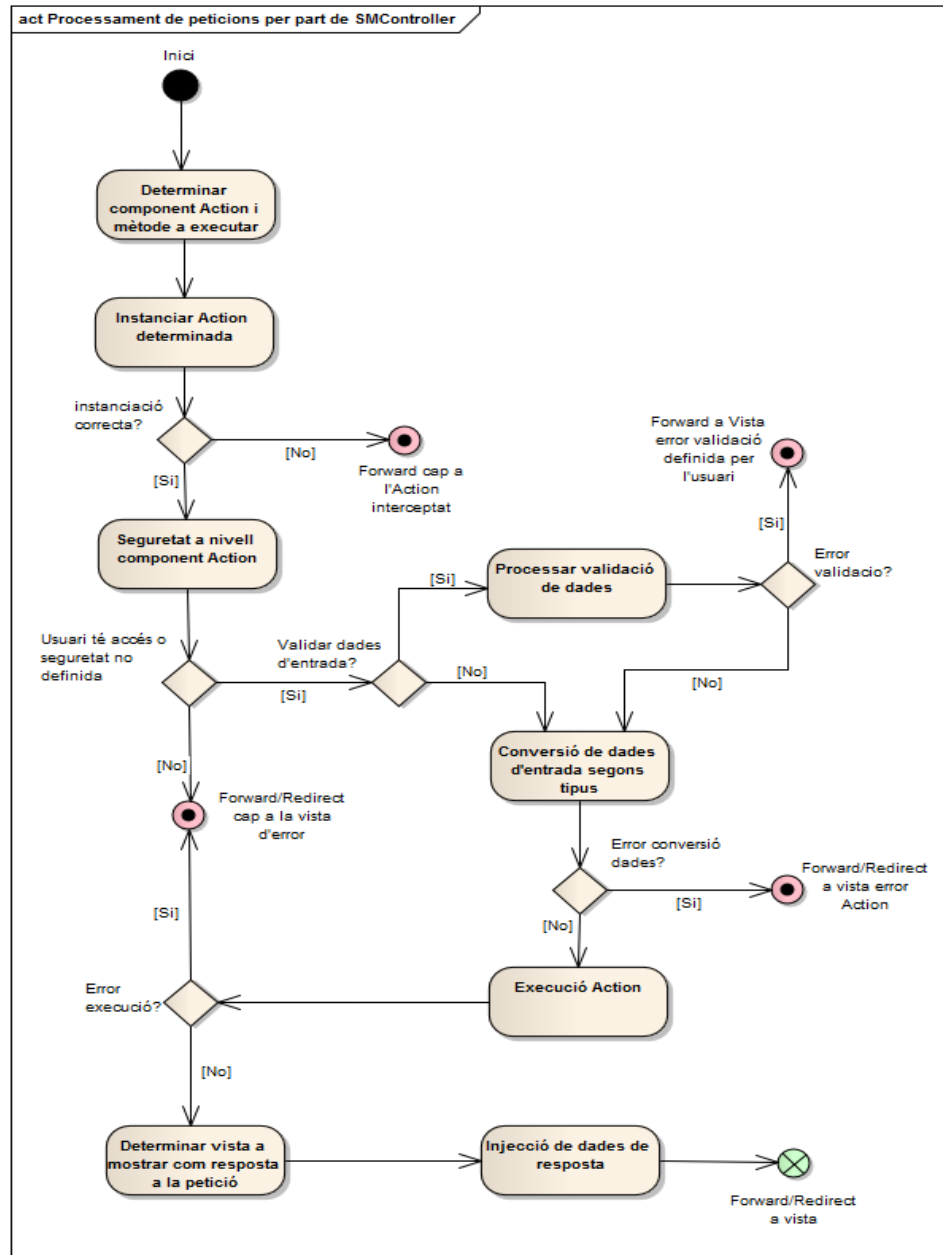 act Processament de peticions per part de SMController
Inici
Determinar
component Action i
mètode a executar
Instanciar Action
determinada
instanciació
correcta?
[No]
Forward cap a
l'Action
interceptat
[Si]
Forward a Vista
error validació
definida per
l'usuari
[Si]
Seguretat a nivell
component Action
Processar validació
de dades
[Si]
Error
validacio?
Usuari té accés o
seguretat no
definida
Validar dades
d'entrada?
[Si]
[No]
[No]
Conversió de dades
d'entrada segons
tipus
[No]
Forward/Redirect
cap a la vista
d'error
Error conversió
dades?
Forward/Redirect
a vista error
Action
[Si]
[Si]
[No]
Execució Action
Error
execució?
[No]
Determinar vista a
mostrar com resposta
a la petició
Injecció de dades de
resposta
Forward/Redirect
a vista